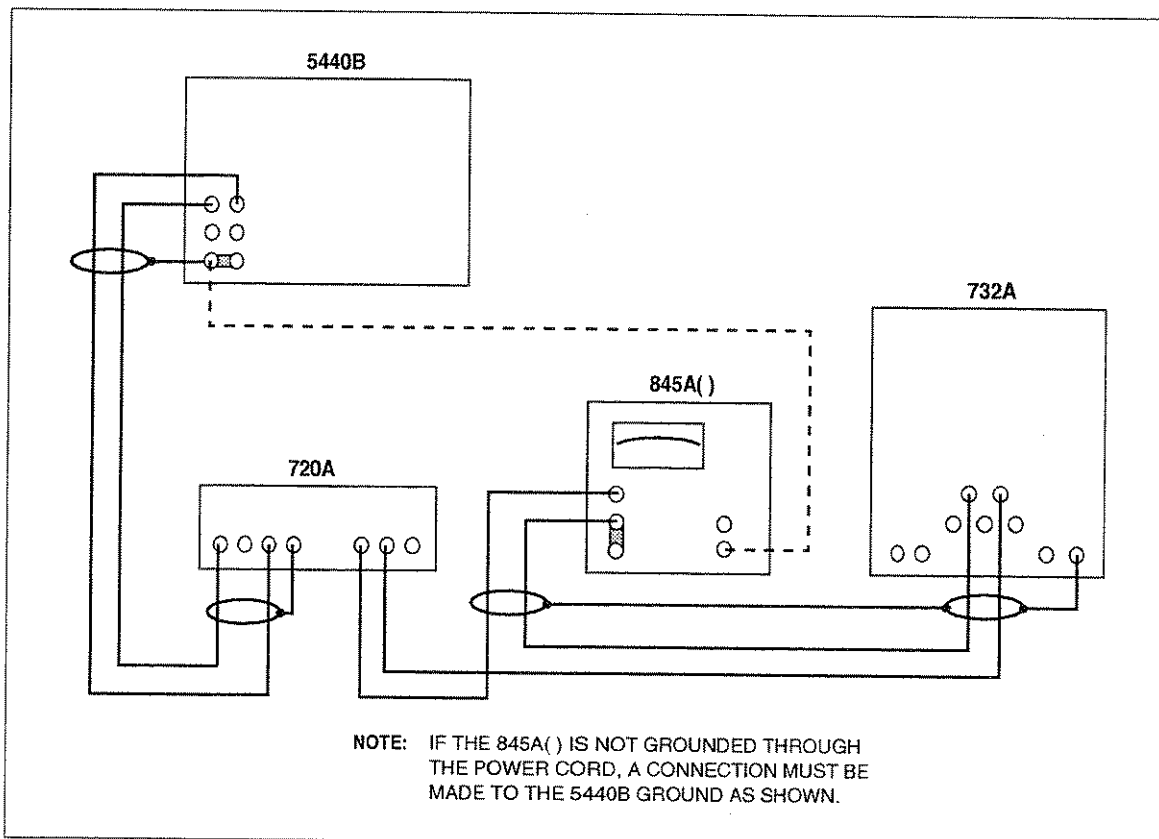 5440B
732A
845A( )
720A
NOTE: IF THE 845A( ) IS NOT GROUNDED THROUGH
THE POWER CORD, A CONNECTION MUST BE
MADE TO THE 5440B GROUND AS SHOWN.